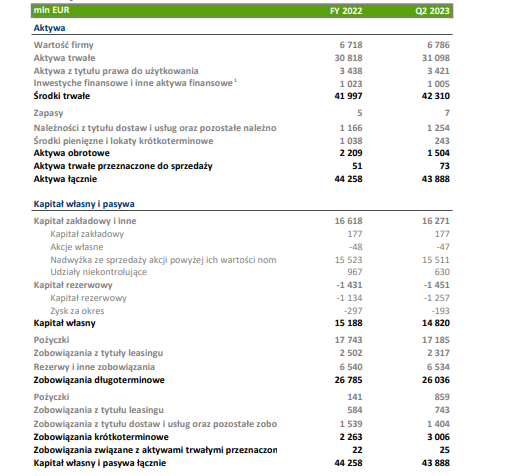 mln EUR FY 2022 Q2 2023
Aktywa
Wartość firmy 6 718 6 786
Aktywa trwałe 30 818 31 098
Aktywa z tytułu prawa do użytkowania 3 438 3 421
Inwestyche finansowe i inne aktywa finansowe ¹ 1 023 1 005
Środki trwałe 41 997 42 310
Zapasy 5 7
Należności z tytułu dostaw i usług oraz pozostałe należno 1 166 1 254
Środki pieniężne i lokaty krótkoterminowe 1 038 243
Aktywa obrotowe 2 209 1 504
Aktywa trwałe przeznaczone do sprzedaży 51 73
Aktywa łącznie 44 258 43 888
Kapitał własny i pasywa
Kapitał zakładowy i inne 16 618 16 271
Kapitał zakładowy 177 177
Akcje własne -48 -47
Nadwyżka ze sprzedaży akcji powyżej ich wartości nom 15 523 15 511
Udziały niekontrolujące 967 630
Kapitał rezerwowy -1 431 -1 451
Kapitał rezerwowy -1 134 -1 257
Zysk za okres -297 -193
Kapitał własny 15 188 14 820
Pożyczki 17 743 17 185
Zobowiązania z tytuły leasingu 2 502 2 317
Rezerwy i inne zobowiązania 6 540 6 534
Zobowiązania długoterminowe 26 785 26 036
Pożyczki 141 859
Zobowiązania z tytułu leasingu 584 743
Zobowiązania z tytułu dostaw i usług oraz pozostałe zobo 1 539 1 404
Zobowiązania krótkoterminowe 2 263 3 006
Zobowiązania związane z aktywami trwałymi przeznaczon 22 25
Kapitał własny i pasywa łącznie 44 258 43 888